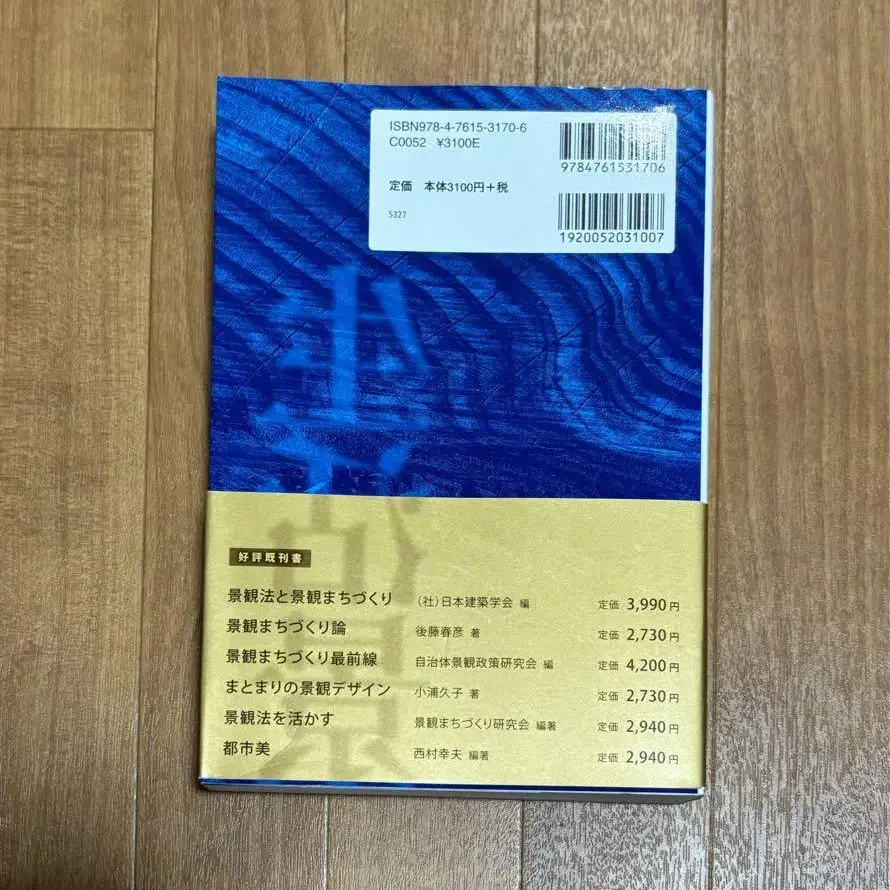 ISBN978-4-7615-3170-6
C0052 ¥3100E
9784761531706
定価 本体3100円+税
S327
1920052031007
生活景
好評既刊書
景観法と景観まちづくり (社)日本建築学会 編 定価 3,990円
景観まちづくり論 後藤春彦 著 定価 2,730円
景観まちづくり最前線 自治体景観政策研究会 編 定価 4,200円
まとまりの景観デザイン 小浦久子 著 定価 2,730円
景観法を活かす 景観まちづくり研究会 編著 定価 2,940円
都市美 西村幸夫 編著 定価 2,940円